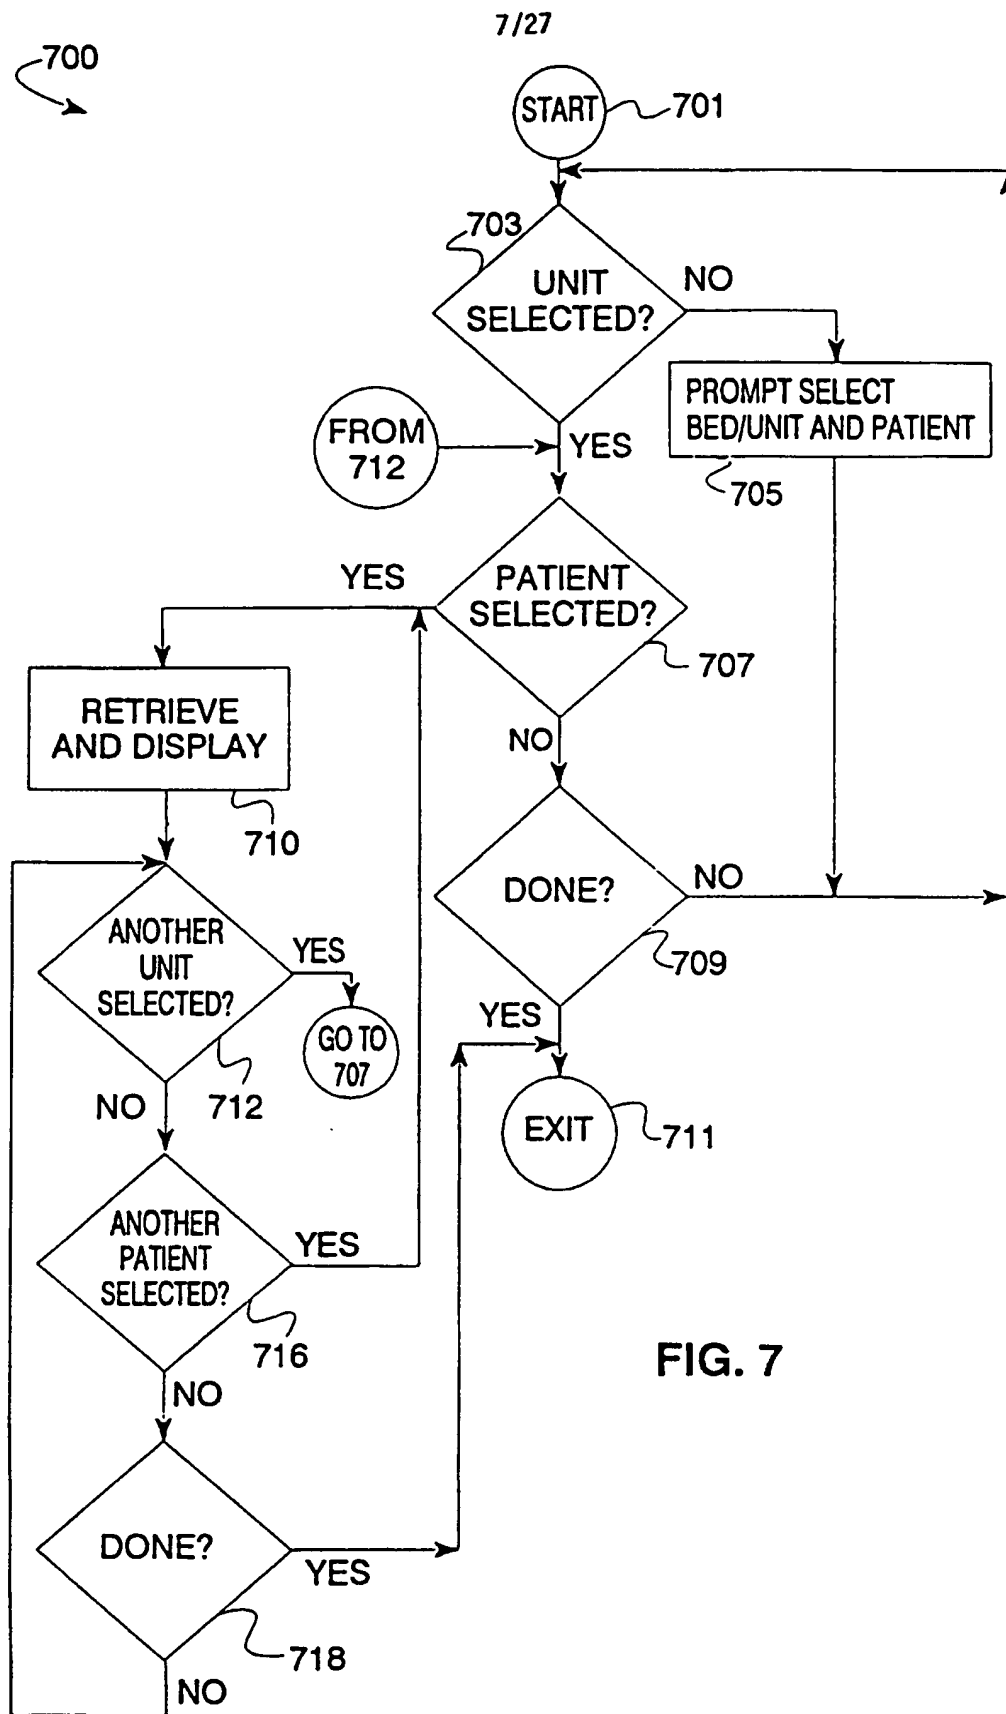 7/27
700
START
701
703
UNIT
SELECTED?
NO
PROMPT SELECT
BED/UNIT AND PATIENT
705
FROM
712
YES
YES
PATIENT
SELECTED?
707
RETRIEVE
AND DISPLAY
710
NO
DONE?
NO
709
ANOTHER
UNIT
SELECTED?
YES
GO TO
707
712
NO
YES
EXIT
711
ANOTHER
PATIENT
SELECTED?
YES
716
NO
FIG. 7
DONE?
YES
718
NO